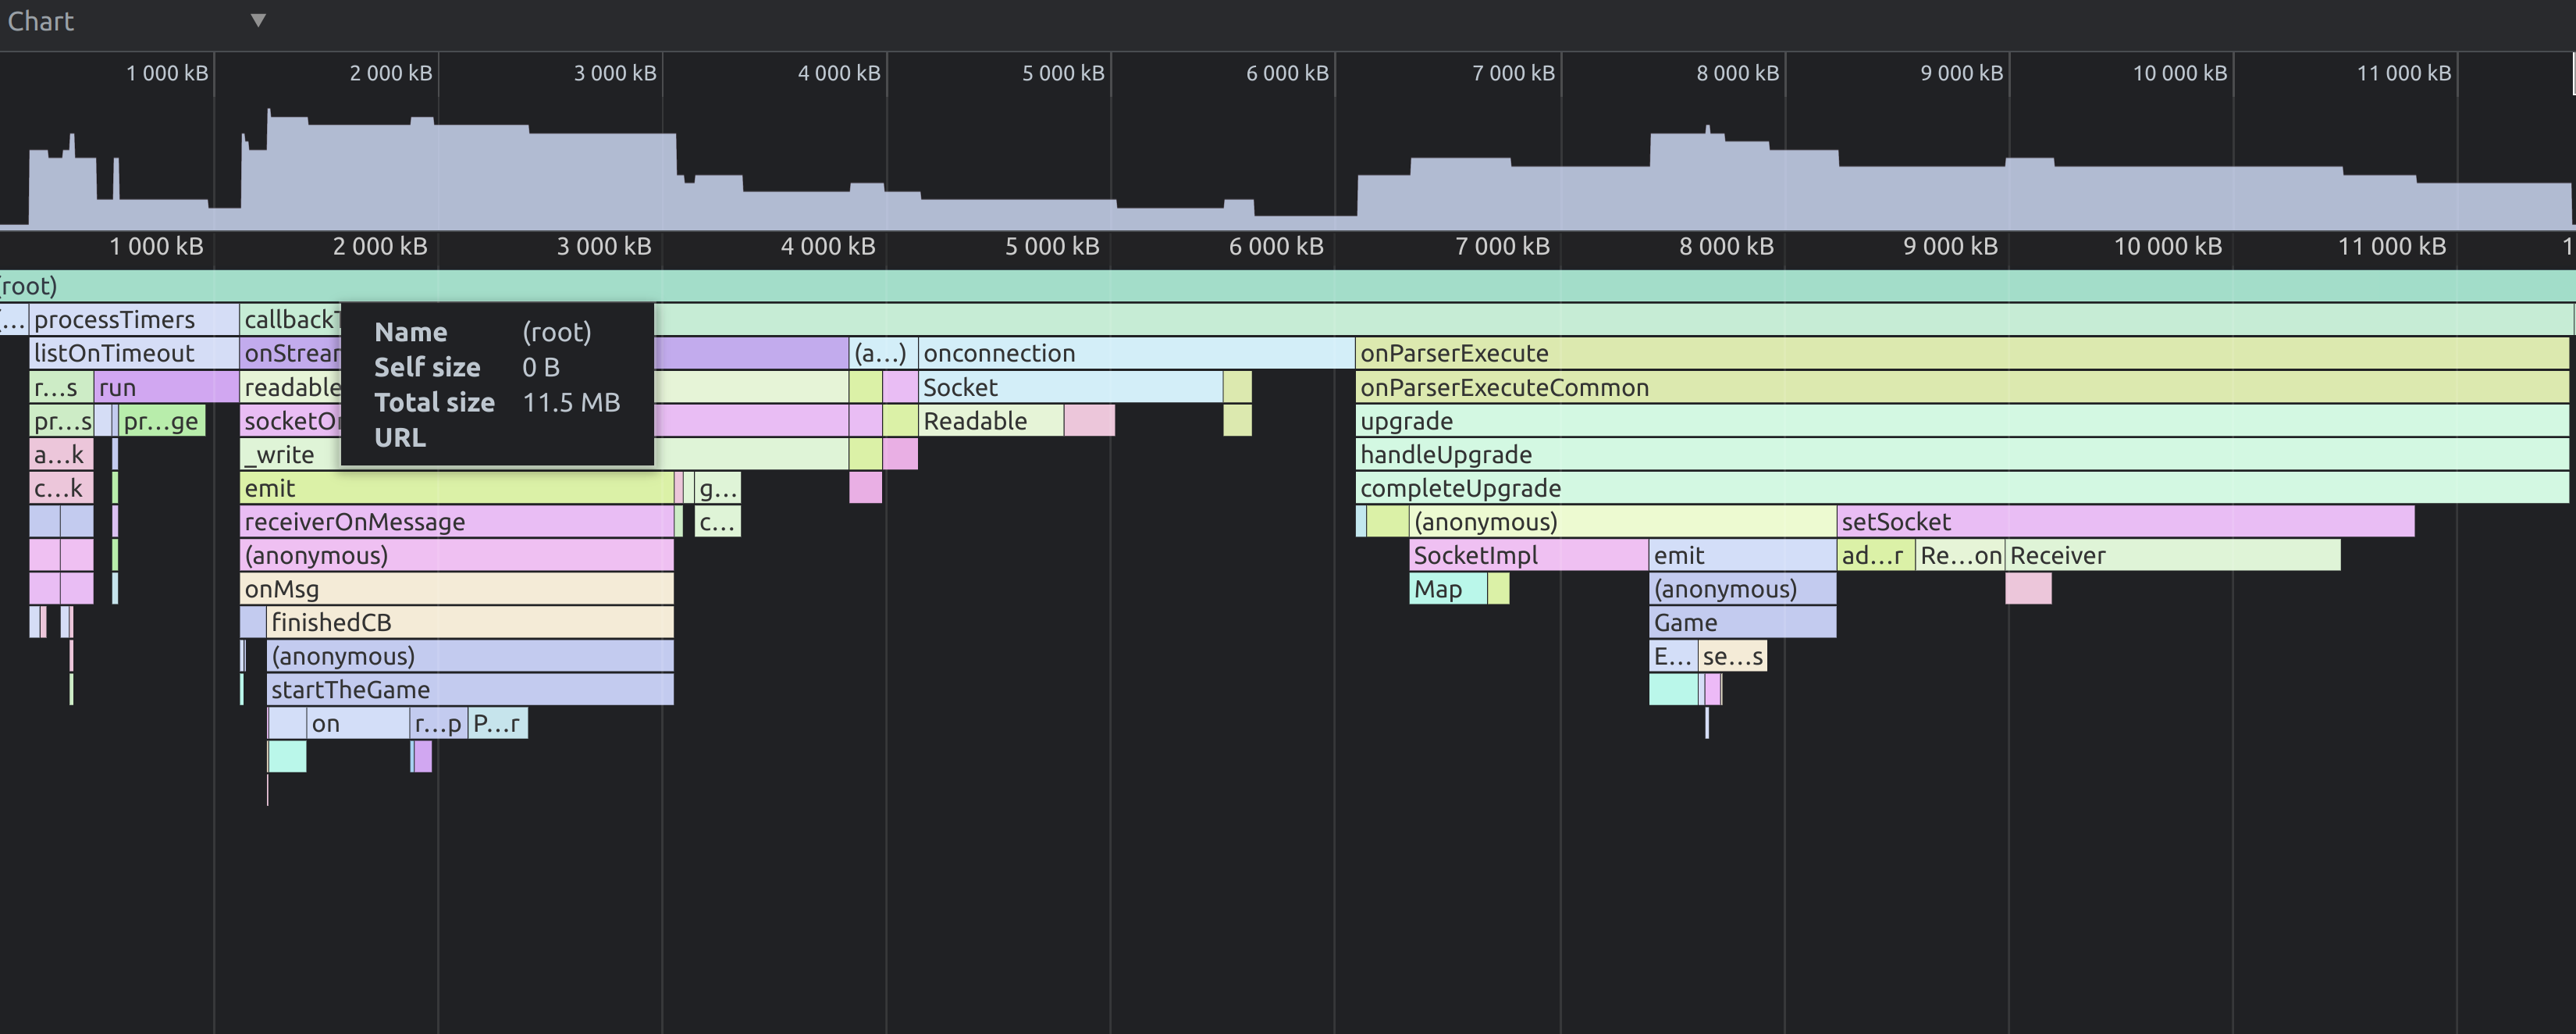 Chart ▼
1 000 kB 2 000 kB 3 000 kB 4 000 kB 5 000 kB 6 000 kB 7 000 kB 8 000 kB 9 000 kB 10 000 kB 11 000 kB
1 000 kB 2 000 kB 3 000 kB 4 000 kB 5 000 kB 6 000 kB 7 000 kB 8 000 kB 9 000 kB 10 000 kB 11 000 kB 1
(root)
(… processTimers callbackT
listOnTimeout onStrear (a…) onconnection onParserExecute
r…s run readable Socket onParserExecuteCommon
pr…s pr…ge socketOr Readable upgrade
a…k _write handleUpgrade
c…k emit g… completeUpgrade
receiverOnMessage c… (anonymous) setSocket
(anonymous) SocketImpl emit ad…r Re…on Receiver
onMsg Map (anonymous)
finishedCB Game
(anonymous) E… se…s
startTheGame
on r…p P…r
Name (root)
Self size 0 B
Total size 11.5 MB
URL